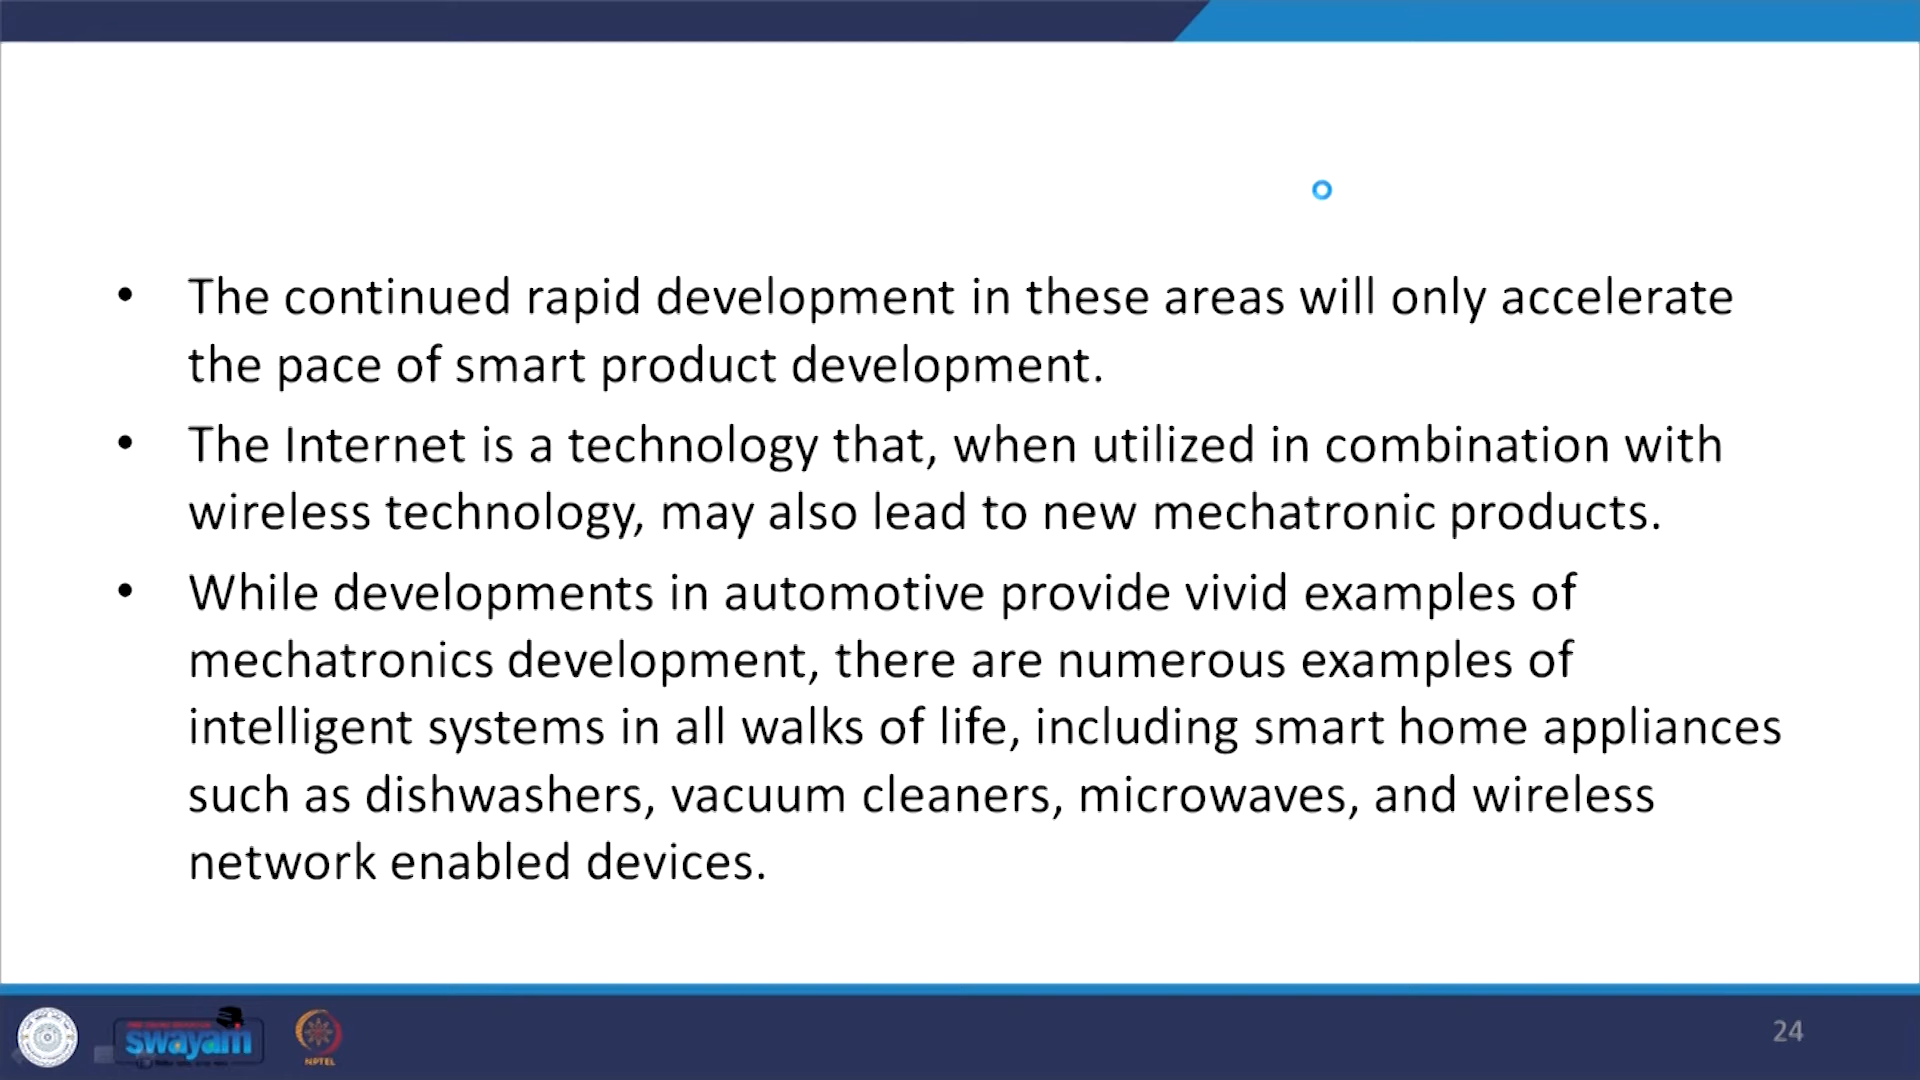 • The continued rapid development in these areas will only accelerate
the pace of smart product development.
• The Internet is a technology that, when utilized in combination with
wireless technology, may also lead to new mechatronic products.
• While developments in automotive provide vivid examples of
mechatronics development, there are numerous examples of
intelligent systems in all walks of life, including smart home appliances
such as dishwashers, vacuum cleaners, microwaves, and wireless
network enabled devices.
swayam
NPTEL
24